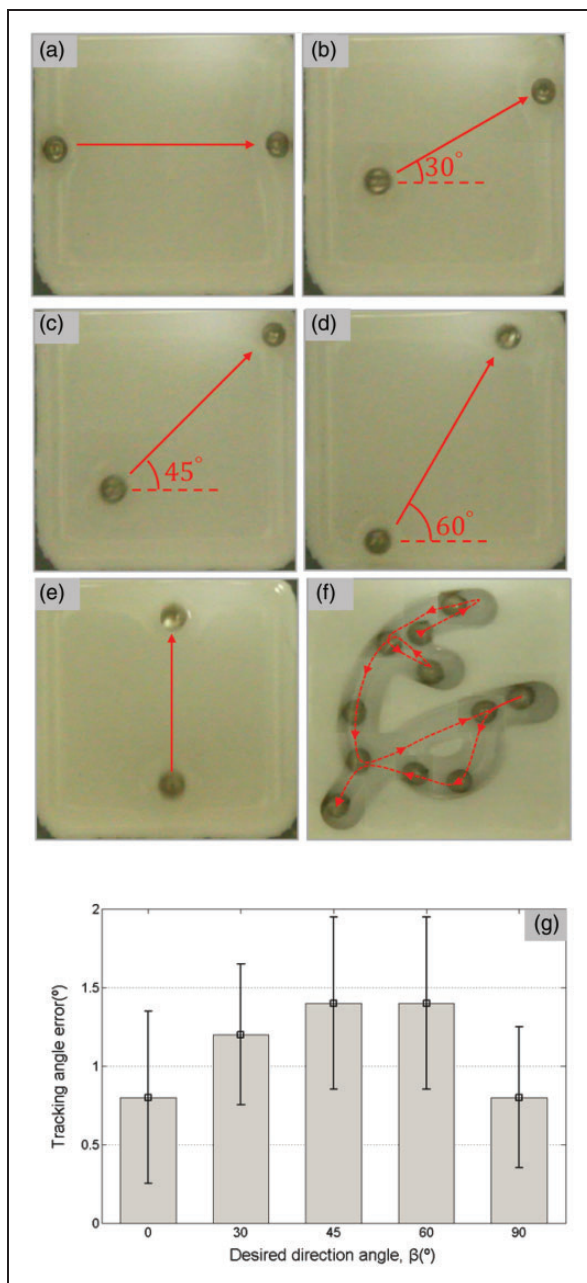 (a)
(b)
30°
(c)
45°
(d)
60°
(e)
(f)
(g)
Tracking angle error(º)
2
1.5
1
0.5
0
0 30 45 60 90
Desired direction angle, β(º)